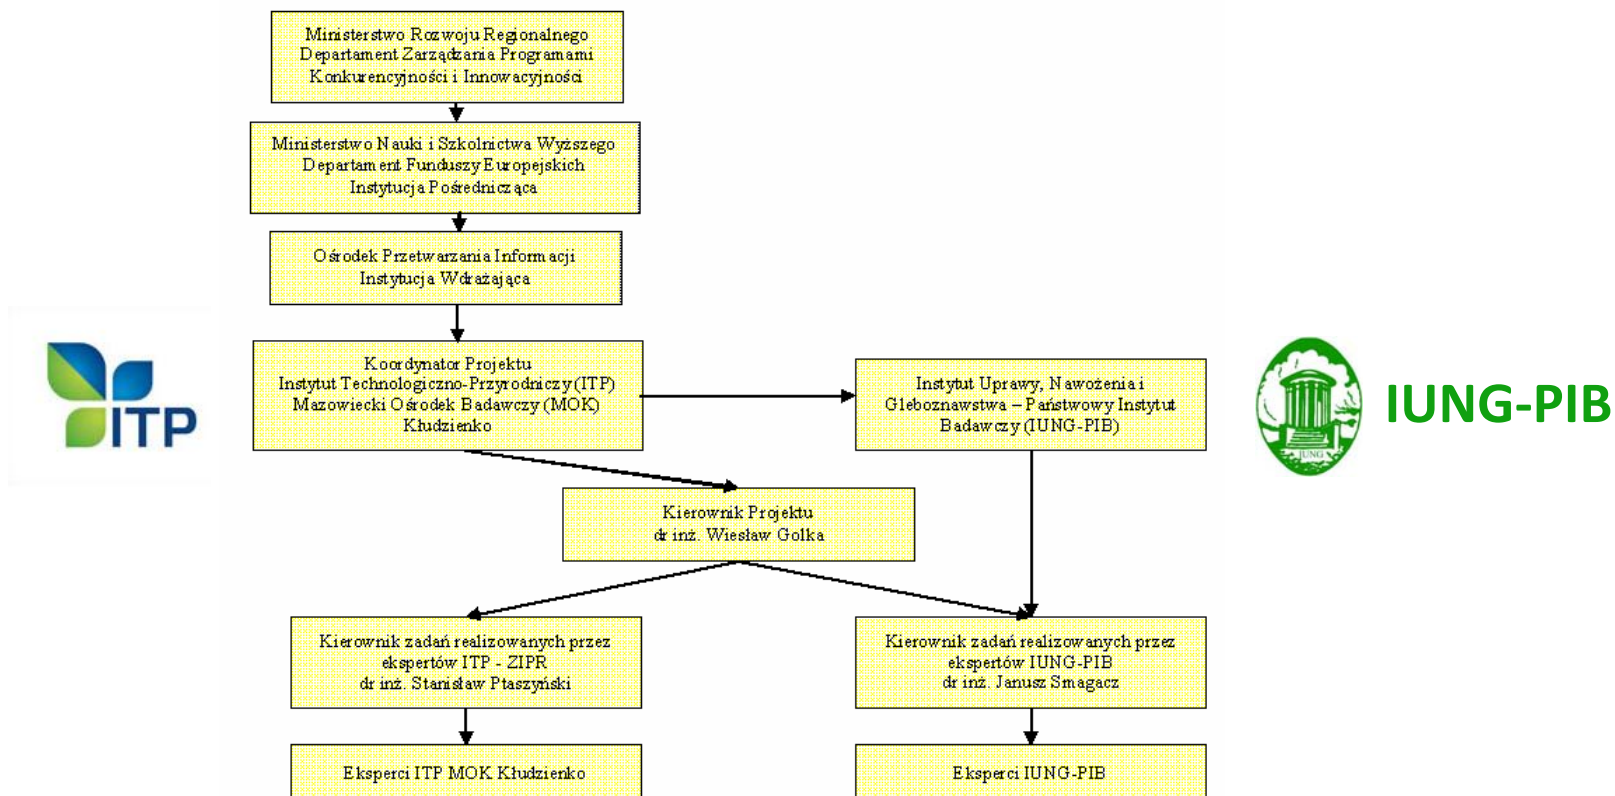 Ministerstwo Rozwoju Regionalnego
Departament Zarządzania Programami
Konkurencyjności i Innowacyjności
Ministerstwo Nauki i Szkolnictwa Wyższego
Departament Funduszy Europejskich
Instytucja Pośrednicząca
Ośrodek Przetwarzania Informacji
Instytucja Wdrażająca
ITP
Koordynator Projektu
Instytut Technologiczno-Przyrodniczy (ITP)
Mazowiecki Ośrodek Badawczy (MOK)
Kłudzienko
Instytut Uprawy, Nawożenia i
Gleboznawstwa – Państwowy Instytut
Badawczy (IUNG-PIB)
JUNG
IUNG-PIB
Kierownik Projektu
dr inż. Wiesław Golka
Kierownik zadań realizowanych przez
ekspertów ITP - ZIPR
dr inż. Stanisław Ptaszyński
Kierownik zadań realizowanych przez
ekspertów IUNG-PIB
dr inż. Janusz Smagacz
Eksperci ITP MOK Kłudzienko
Eksperci IUNG-PIB